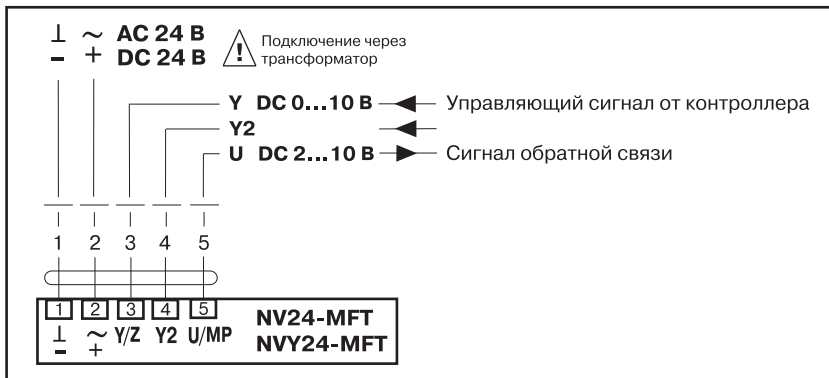 ⊥ ~ AC 24 В
– + DC 24 В
! Подключение через
трансформатор
Y DC 0...10 В Управляющий сигнал от контроллера
Y2
U DC 2...10 В Сигнал обратной связи
1 2 3 4 5
1 2 3 4 5
⊥ ~ Y/Z Y2 U/MP
– +
NV24-MFT
NVY24-MFT